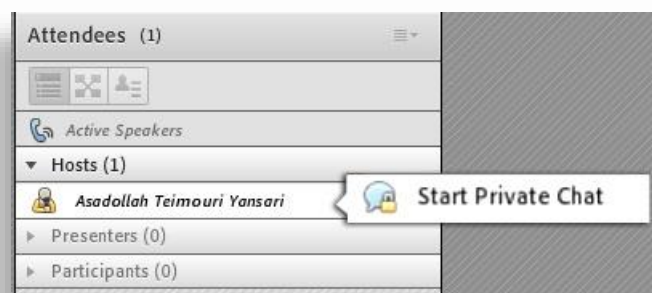 Attendees (1)
Active Speakers
Hosts (1)
Asadollah Teimouri Yansari
Start Private Chat
Presenters (0)
Participants (0)